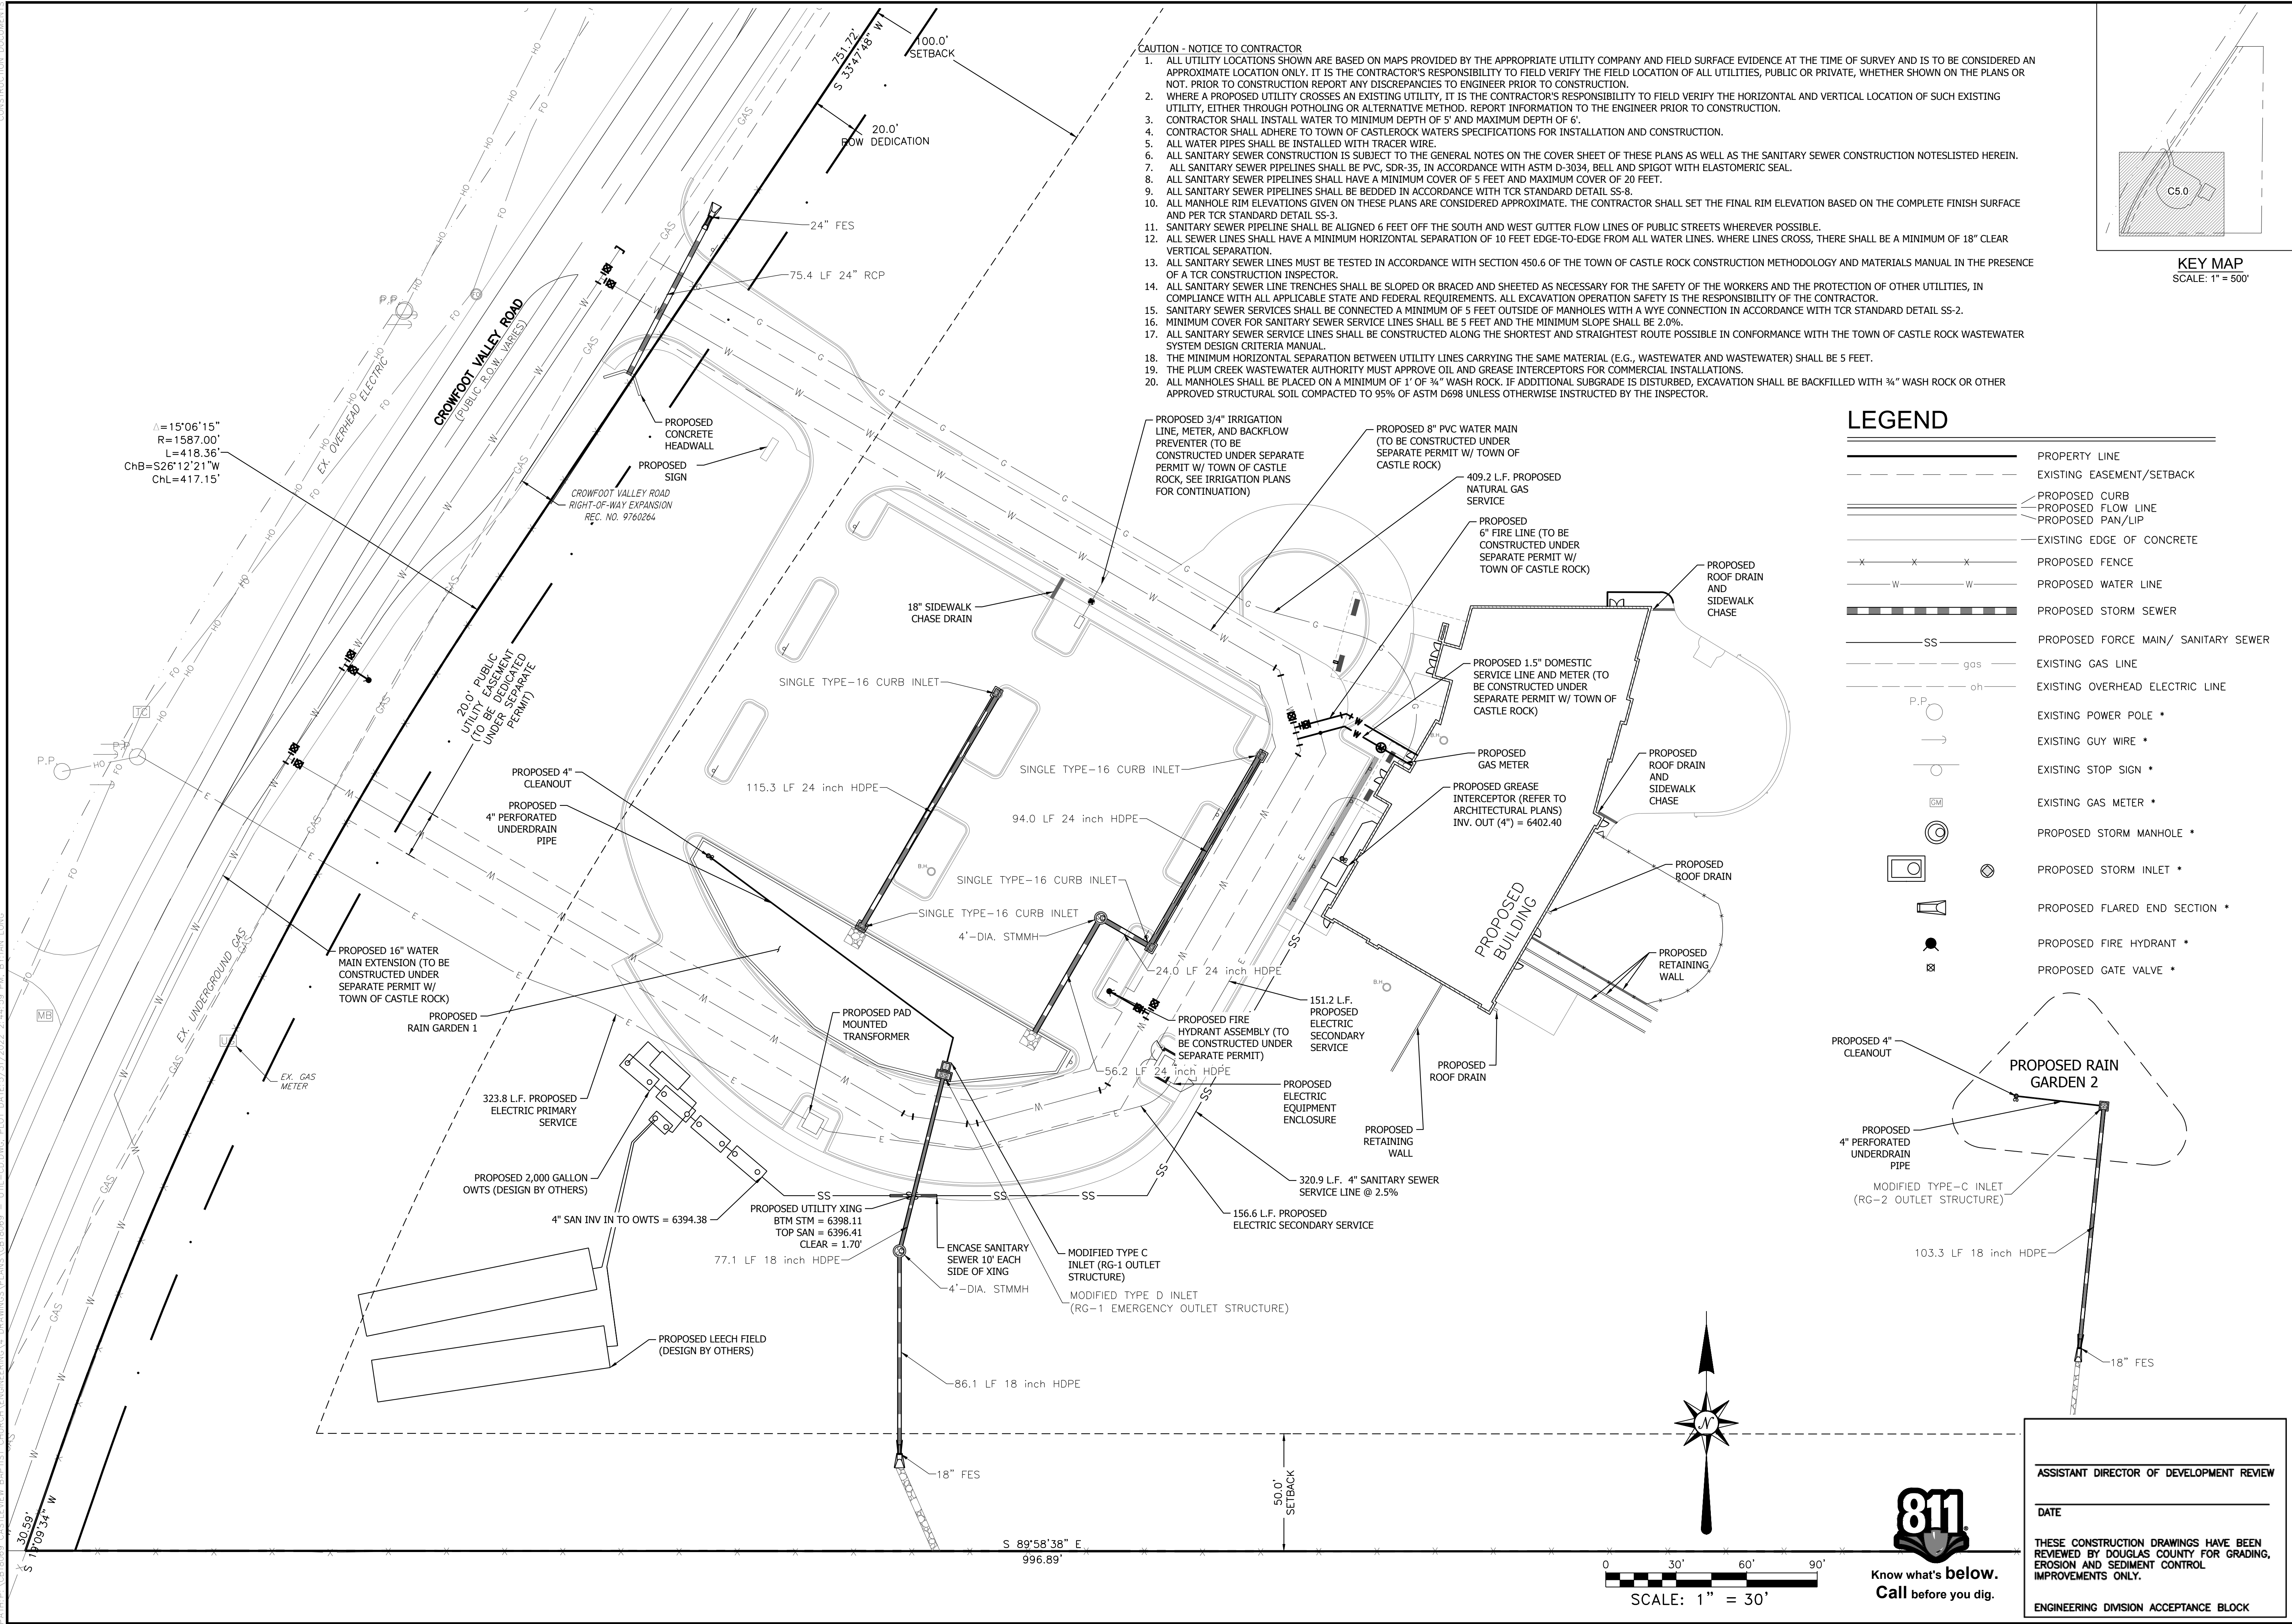 CAUTION - NOTICE TO CONTRACTOR
1. ALL UTILITY LOCATIONS SHOWN ARE BASED ON MAPS PROVIDED BY THE APPROPRIATE UTILITY COMPANY AND FIELD SURFACE EVIDENCE AT THE TIME OF SURVEY AND IS TO BE CONSIDERED AN
APPROXIMATE LOCATION ONLY. IT IS THE CONTRACTOR'S RESPONSIBILITY TO FIELD VERIFY THE FIELD LOCATION OF ALL UTILITIES, PUBLIC OR PRIVATE, WHETHER SHOWN ON THE PLANS OR
NOT. PRIOR TO CONSTRUCTION REPORT ANY DISCREPANCIES TO ENGINEER PRIOR TO CONSTRUCTION.
2. WHERE A PROPOSED UTILITY CROSSES AN EXISTING UTILITY, IT IS THE CONTRACTOR'S RESPONSIBILITY TO FIELD VERIFY THE HORIZONTAL AND VERTICAL LOCATION OF SUCH EXISTING
UTILITY, EITHER THROUGH POTHOLING OR ALTERNATIVE METHOD. REPORT INFORMATION TO THE ENGINEER PRIOR TO CONSTRUCTION.
3. CONTRACTOR SHALL INSTALL WATER TO MINIMUM DEPTH OF 5' AND MAXIMUM DEPTH OF 6'.
4. CONTRACTOR SHALL ADHERE TO TOWN OF CASTLEROCK WATERS SPECIFICATIONS FOR INSTALLATION AND CONSTRUCTION.
5. ALL WATER PIPES SHALL BE INSTALLED WITH TRACER WIRE.
6. ALL SANITARY SEWER CONSTRUCTION IS SUBJECT TO THE GENERAL NOTES ON THE COVER SHEET OF THESE PLANS AS WELL AS THE SANITARY SEWER CONSTRUCTION NOTESLISTED HEREIN.
7. ALL SANITARY SEWER PIPELINES SHALL BE PVC, SDR-35, IN ACCORDANCE WITH ASTM D-3034, BELL AND SPIGOT WITH ELASTOMERIC SEAL.
8. ALL SANITARY SEWER PIPELINES SHALL HAVE A MINIMUM COVER OF 5 FEET AND MAXIMUM COVER OF 20 FEET.
9. ALL SANITARY SEWER PIPELINES SHALL BE BEDDED IN ACCORDANCE WITH TCR STANDARD DETAIL SS-8.
10. ALL MANHOLE RIM ELEVATIONS GIVEN ON THESE PLANS ARE CONSIDERED APPROXIMATE. THE CONTRACTOR SHALL SET THE FINAL RIM ELEVATION BASED ON THE COMPLETE FINISH SURFACE
AND PER TCR STANDARD DETAIL SS-3.
11. SANITARY SEWER PIPELINE SHALL BE ALIGNED 6 FEET OFF THE SOUTH AND WEST GUTTER FLOW LINES OF PUBLIC STREETS WHEREVER POSSIBLE.
12. ALL SEWER LINES SHALL HAVE A MINIMUM HORIZONTAL SEPARATION OF 10 FEET EDGE-TO-EDGE FROM ALL WATER LINES. WHERE LINES CROSS, THERE SHALL BE A MINIMUM OF 18" CLEAR
VERTICAL SEPARATION.
13. ALL SANITARY SEWER LINES MUST BE TESTED IN ACCORDANCE WITH SECTION 450.6 OF THE TOWN OF CASTLE ROCK CONSTRUCTION METHODOLOGY AND MATERIALS MANUAL IN THE PRESENCE
OF A TCR CONSTRUCTION INSPECTOR.
14. ALL SANITARY SEWER LINE TRENCHES SHALL BE SLOPED OR BRACED AND SHEETED AS NECESSARY FOR THE SAFETY OF THE WORKERS AND THE PROTECTION OF OTHER UTILITIES, IN
COMPLIANCE WITH ALL APPLICABLE STATE AND FEDERAL REQUIREMENTS. ALL EXCAVATION OPERATION SAFETY IS THE RESPONSIBILITY OF THE CONTRACTOR.
15. SANITARY SEWER SERVICES SHALL BE CONNECTED A MINIMUM OF 5 FEET OUTSIDE OF MANHOLES WITH A WYE CONNECTION IN ACCORDANCE WITH TCR STANDARD DETAIL SS-2.
16. MINIMUM COVER FOR SANITARY SEWER SERVICE LINES SHALL BE 5 FEET AND THE MINIMUM SLOPE SHALL BE 2.0%.
17. ALL SANITARY SEWER SERVICE LINES SHALL BE CONSTRUCTED ALONG THE SHORTEST AND STRAIGHTEST ROUTE POSSIBLE IN CONFORMANCE WITH THE TOWN OF CASTLE ROCK WASTEWATER
SYSTEM DESIGN CRITERIA MANUAL.
18. THE MINIMUM HORIZONTAL SEPARATION BETWEEN UTILITY LINES CARRYING THE SAME MATERIAL (E.G., WASTEWATER AND WASTEWATER) SHALL BE 5 FEET.
19. THE PLUM CREEK WASTEWATER AUTHORITY MUST APPROVE OIL AND GREASE INTERCEPTORS FOR COMMERCIAL INSTALLATIONS.
20. ALL MANHOLES SHALL BE PLACED ON A MINIMUM OF 1' OF ¾" WASH ROCK. IF ADDITIONAL SUBGRADE IS DISTURBED, EXCAVATION SHALL BE BACKFILLED WITH ¾" WASH ROCK OR OTHER
APPROVED STRUCTURAL SOIL COMPACTED TO 95% OF ASTM D698 UNLESS OTHERWISE INSTRUCTED BY THE INSPECTOR.
C5.0
KEY MAP
SCALE: 1" = 500'
LEGEND
PROPERTY LINE
EXISTING EASEMENT/SETBACK
PROPOSED CURB
PROPOSED FLOW LINE
PROPOSED PAN/LIP
EXISTING EDGE OF CONCRETE
PROPOSED FENCE
PROPOSED WATER LINE
PROPOSED STORM SEWER
SS
PROPOSED FORCE MAIN/ SANITARY SEWER
gas
EXISTING GAS LINE
oh
EXISTING OVERHEAD ELECTRIC LINE
P.P.
EXISTING POWER POLE *
EXISTING GUY WIRE *
EXISTING STOP SIGN *
GM
EXISTING GAS METER *
PROPOSED STORM MANHOLE *
PROPOSED STORM INLET *
PROPOSED FLARED END SECTION *
PROPOSED FIRE HYDRANT *
PROPOSED GATE VALVE *
751.72'
S 33°47'48" W
100.0'
SETBACK
20.0'
ROW DEDICATION
24" FES
75.4 LF 24" RCP
CROWFOOT VALLEY ROAD
(PUBLIC R.O.W. VARIES)
EX. OVERHEAD ELECTRIC
Δ=15°06'15"
R=1587.00'
L=418.36'
ChB=S26°12'21"W
ChL=417.15'
PROPOSED
CONCRETE
HEADWALL
PROPOSED
SIGN
CROWFOOT VALLEY ROAD
RIGHT-OF-WAY EXPANSION
REC. NO. 9760264
PROPOSED 3/4" IRRIGATION
LINE, METER, AND BACKFLOW
PREVENTER (TO BE
CONSTRUCTED UNDER SEPARATE
PERMIT W/ TOWN OF CASTLE
ROCK, SEE IRRIGATION PLANS
FOR CONTINUATION)
PROPOSED 8" PVC WATER MAIN
(TO BE CONSTRUCTED UNDER
SEPARATE PERMIT W/ TOWN OF
CASTLE ROCK)
409.2 L.F. PROPOSED
NATURAL GAS
SERVICE
PROPOSED
6" FIRE LINE (TO BE
CONSTRUCTED UNDER
SEPARATE PERMIT W/
TOWN OF CASTLE ROCK)
PROPOSED
ROOF DRAIN
AND
SIDEWALK
CHASE
18" SIDEWALK
CHASE DRAIN
20.0' PUBLIC
UTILITY EASEMENT
(TO BE DEDICATED
UNDER SEPARATE
PERMIT)
SINGLE TYPE-16 CURB INLET
PROPOSED 1.5" DOMESTIC
SERVICE LINE AND METER (TO
BE CONSTRUCTED UNDER
SEPARATE PERMIT W/ TOWN OF
CASTLE ROCK)
PROPOSED
GAS METER
PROPOSED
ROOF DRAIN
AND
SIDEWALK
CHASE
PROPOSED 4"
CLEANOUT
PROPOSED
4" PERFORATED
UNDERDRAIN
PIPE
115.3 LF 24 inch HDPE
SINGLE TYPE-16 CURB INLET
94.0 LF 24 inch HDPE
PROPOSED GREASE
INTERCEPTOR (REFER TO
ARCHITECTURAL PLANS)
INV. OUT (4") = 6402.40
SINGLE TYPE-16 CURB INLET
SINGLE TYPE-16 CURB INLET
4'-DIA. STMMH
24.0 LF 24 inch HDPE
PROPOSED
ROOF DRAIN
PROPOSED
BUILDING
PROPOSED
RETAINING
WALL
PROPOSED 16" WATER
MAIN EXTENSION (TO BE
CONSTRUCTED UNDER
SEPARATE PERMIT W/
TOWN OF CASTLE ROCK)
EX. UNDERGROUND GAS
PROPOSED
RAIN GARDEN 1
PROPOSED PAD
MOUNTED
TRANSFORMER
PROPOSED FIRE
HYDRANT ASSEMBLY (TO
BE CONSTRUCTED UNDER
SEPARATE PERMIT)
151.2 L.F.
PROPOSED
ELECTRIC
SECONDARY
SERVICE
56.2 LF 24 inch HDPE
PROPOSED
ELECTRIC
EQUIPMENT
ENCLOSURE
PROPOSED
ROOF DRAIN
PROPOSED
RETAINING
WALL
EX. GAS
METER
TC
MB
323.8 L.F. PROPOSED
ELECTRIC PRIMARY
SERVICE
PROPOSED 2,000 GALLON
OWTS (DESIGN BY OTHERS)
4" SAN INV IN TO OWTS = 6394.38
PROPOSED UTILITY XING
BTM STM = 6398.11
TOP SAN = 6396.41
CLEAR = 1.70'
77.1 LF 18 inch HDPE
ENCASE SANITARY
SEWER 10' EACH
SIDE OF XING
4'-DIA. STMMH
MODIFIED TYPE C
INLET (RG-1 OUTLET
STRUCTURE)
MODIFIED TYPE D INLET
(RG-1 EMERGENCY OUTLET STRUCTURE)
320.9 L.F. 4" SANITARY SEWER
SERVICE LINE @ 2.5%
156.6 L.F. PROPOSED
ELECTRIC SECONDARY SERVICE
PROPOSED LEECH FIELD
(DESIGN BY OTHERS)
86.1 LF 18 inch HDPE
18" FES
50.0'
SETBACK
30.59'
S 19°09'34" W
S 89°58'38" E
996.89'
PROPOSED 4"
CLEANOUT
PROPOSED RAIN
GARDEN 2
PROPOSED
4" PERFORATED
UNDERDRAIN
PIPE
MODIFIED TYPE-C INLET
(RG-2 OUTLET STRUCTURE)
103.3 LF 18 inch HDPE
18" FES
N
0 30' 60' 90'
SCALE: 1" = 30'
811
Know what's below.
Call before you dig.
ASSISTANT DIRECTOR OF DEVELOPMENT REVIEW
DATE
THESE CONSTRUCTION DRAWINGS HAVE BEEN
REVIEWED BY DOUGLAS COUNTY FOR GRADING,
EROSION AND SEDIMENT CONTROL
IMPROVEMENTS ONLY.
ENGINEERING DIVISION ACCEPTANCE BLOCK